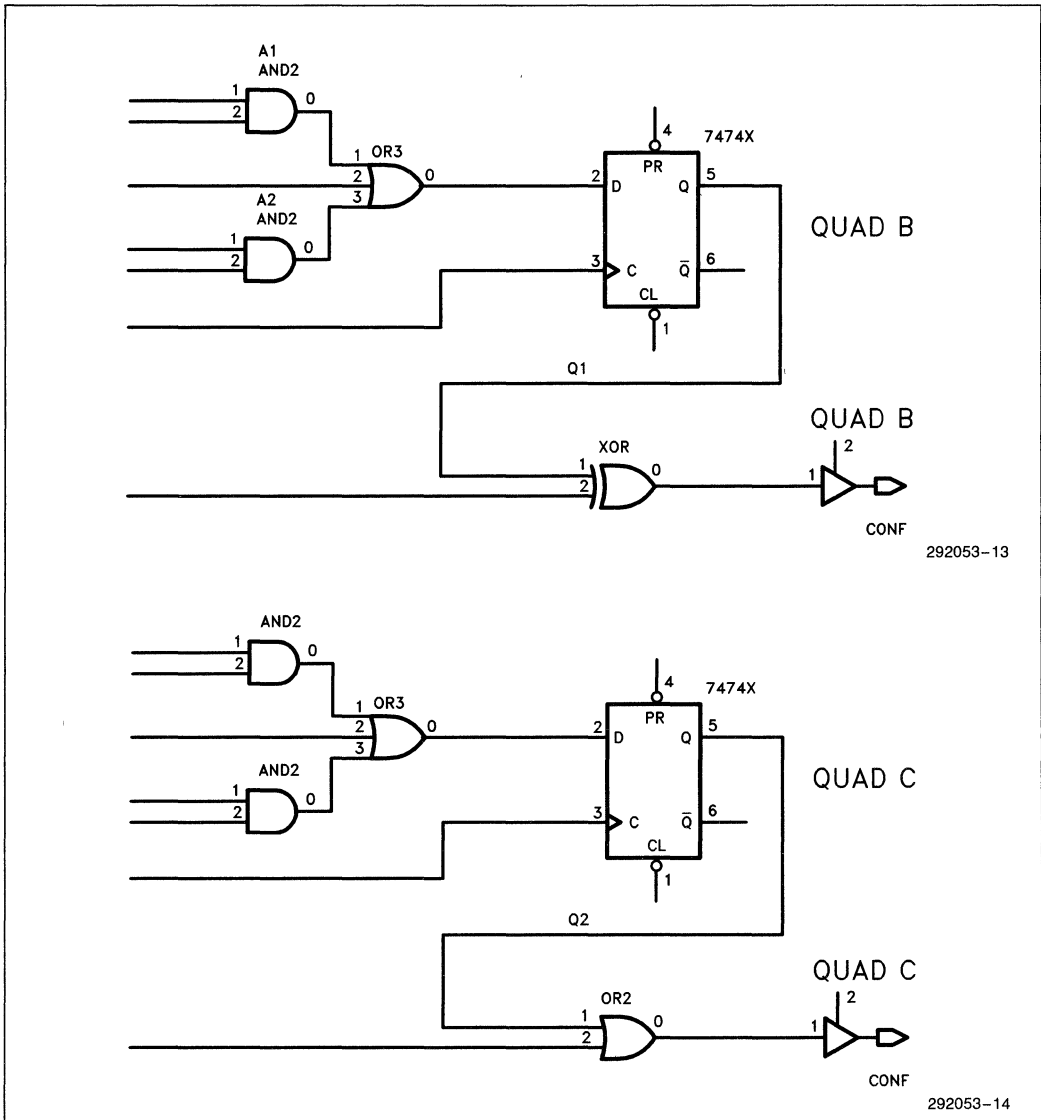 A1
AND2
1
2
0
OR3
1
2
3
0
A2
AND2
1
2
0
4
7474X
PR
2
D
Q
5
3
C
Q̅
6
CL
1
QUAD B
Q1
QUAD B
XOR
1
2
0
1
2
CONF
292053-13
AND2
1
2
0
OR3
1
2
3
0
AND2
1
2
0
4
7474X
PR
2
D
Q
5
3
C
Q̅
6
CL
1
QUAD C
Q2
QUAD C
OR2
1
2
0
1
2
CONF
292053-14